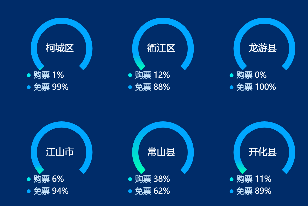 柯城区 衢江区 龙游县
购票 1% 购票 12% 购票 0%
免票 99% 免票 88% 免票 100%
江山市 常山县 开化县
购票 6% 购票 38% 购票 11%
免票 94% 免票 62% 免票 89%